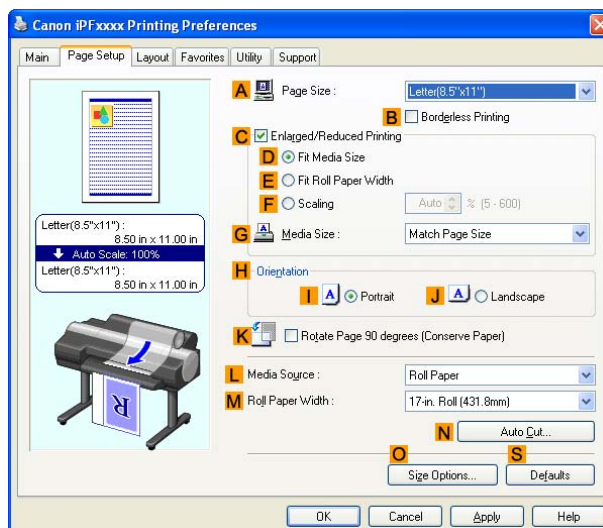 Canon iPFxxxx Printing Preferences
Main Page Setup Layout Favorites Utility Support
A Page Size : Letter(8.5"x11")
B Borderless Printing
C Enlarged/Reduced Printing
D Fit Media Size
E Fit Roll Paper Width
F Scaling Auto % (5 - 600)
G Media Size : Match Page Size
Letter(8.5"x11") :
8.50 in x 11.00 in
Auto Scale: 100%
Letter(8.5"x11") :
8.50 in x 11.00 in
H Orientation
I A Portrait J A Landscape
K Rotate Page 90 degrees (Conserve Paper)
R
L Media Source : Roll Paper
M Roll Paper Width : 17-in. Roll (431.8mm)
N Auto Cut...
O S
Size Options... Defaults
OK Cancel Apply Help